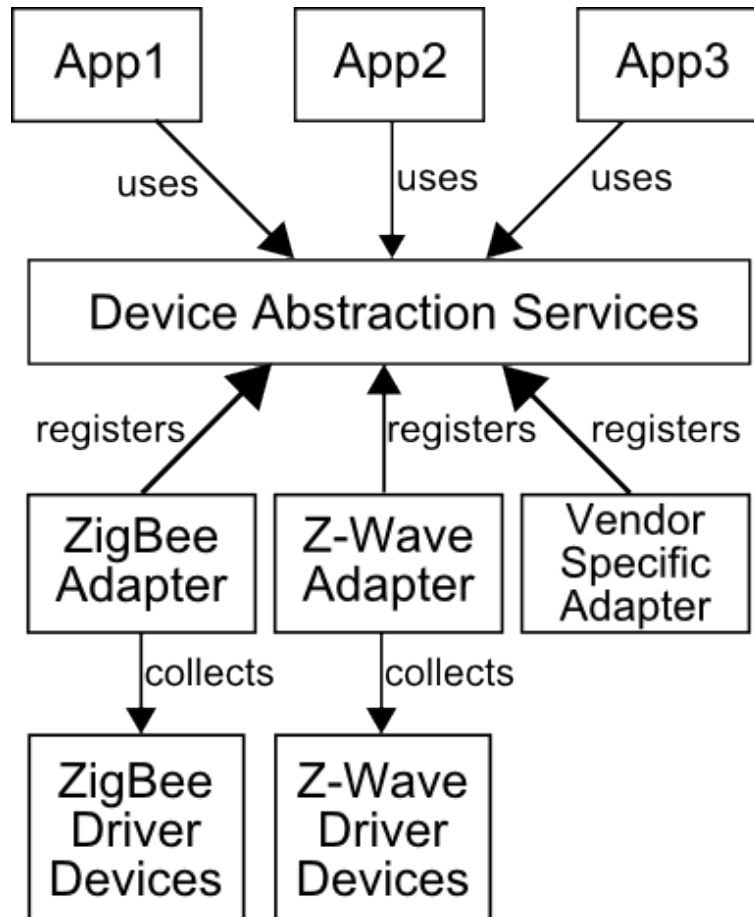 App1
App2
App3
uses
uses
uses
Device Abstraction Services
registers
registers
registers
ZigBee
Adapter
Z-Wave
Adapter
Vendor
Specific
Adapter
collects
collects
ZigBee
Driver
Devices
Z-Wave
Driver
Devices